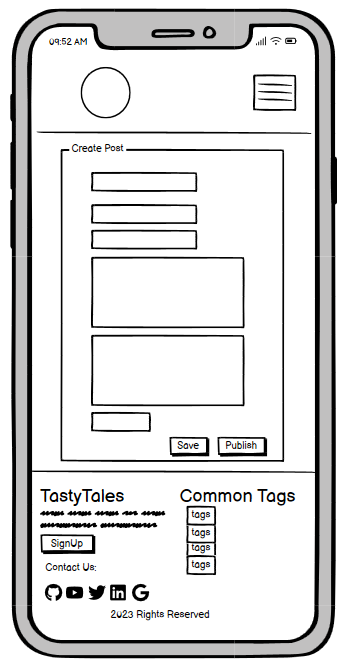 09:52 AM
Create Post
Save Publish
TastyTales
Common Tags
SignUp
tags
tags
tags
tags
Contact Us:
2023 Rights Reserved